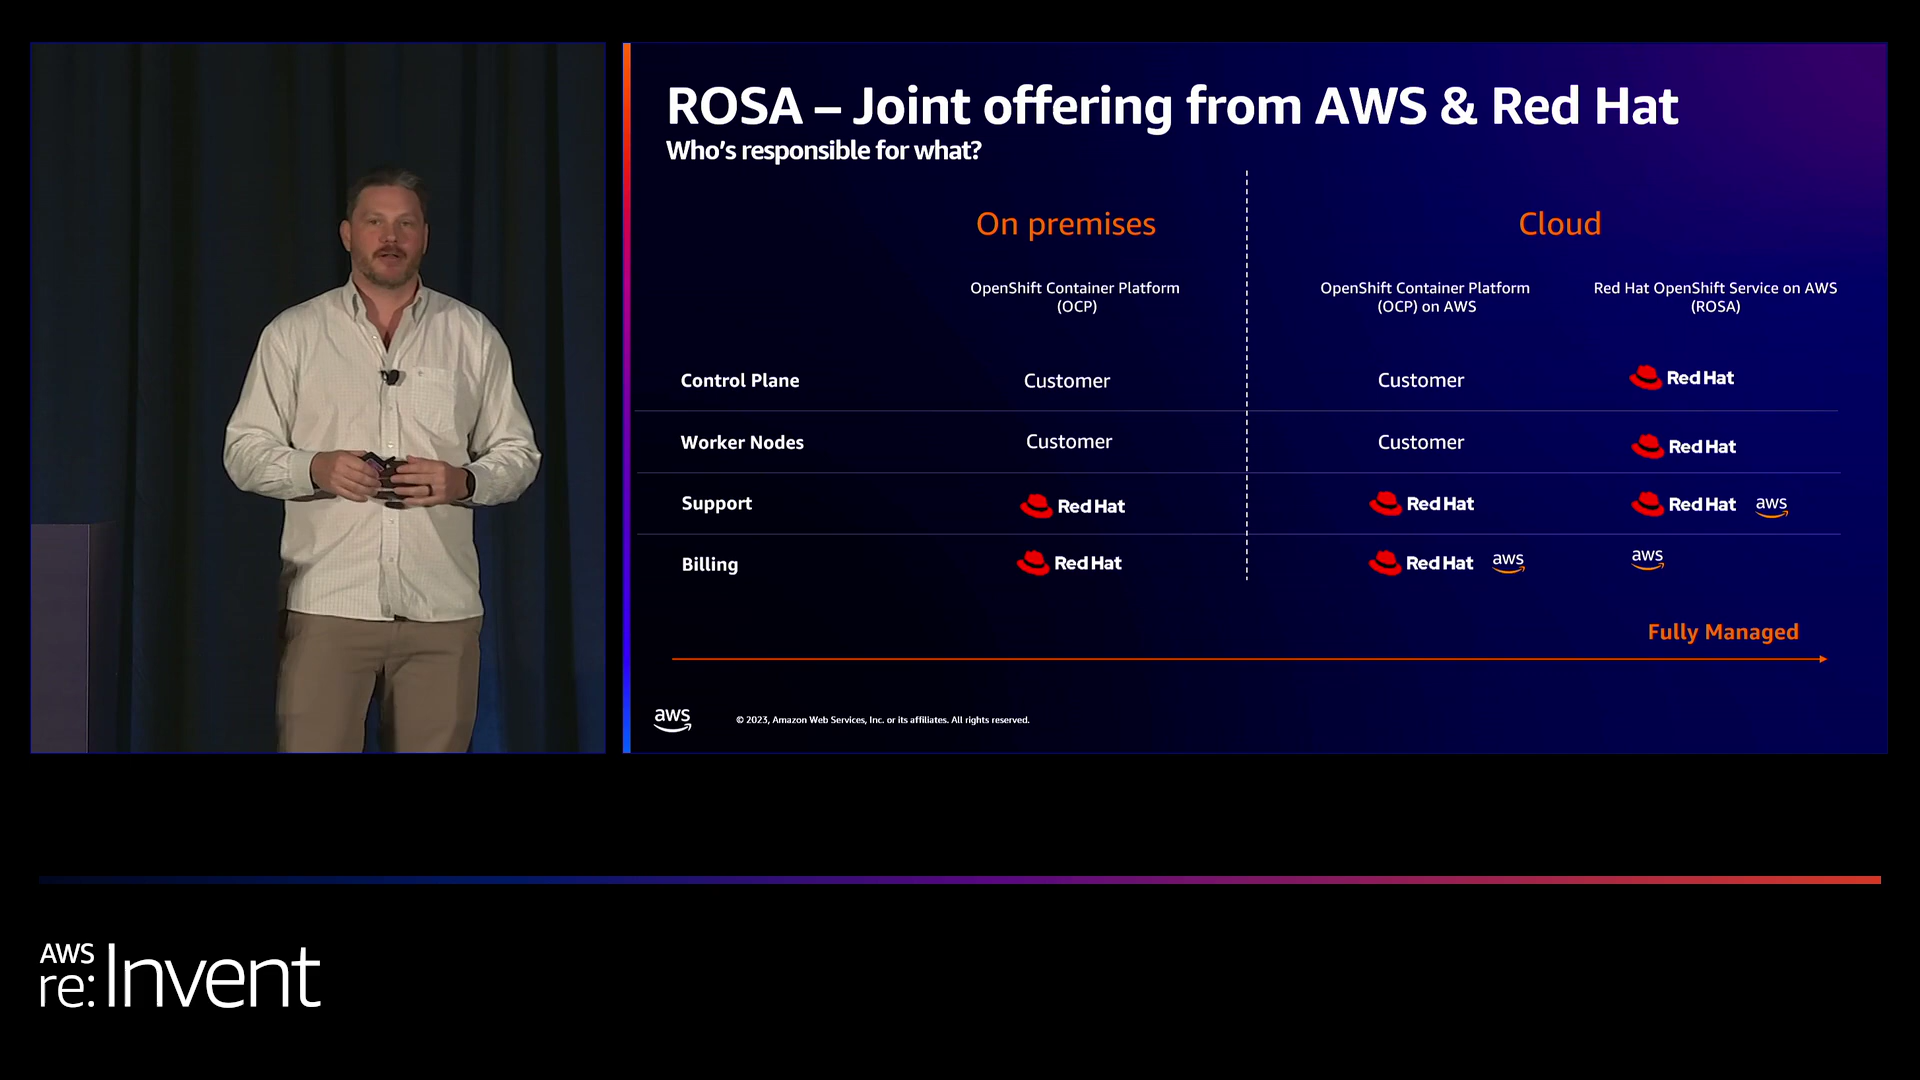 ROSA – Joint offering from AWS & Red Hat
Who's responsible for what?
On premises
Cloud
OpenShift Container Platform
(OCP)
OpenShift Container Platform
(OCP) on AWS
Red Hat OpenShift Service on AWS
(ROSA)
Control Plane Customer Customer Red Hat
Worker Nodes Customer Customer Red Hat
Support Red Hat Red Hat Red Hat aws
Billing Red Hat Red Hat aws aws
Fully Managed
aws © 2023, Amazon Web Services, Inc. or its affiliates. All rights reserved.
AWS
re:Invent